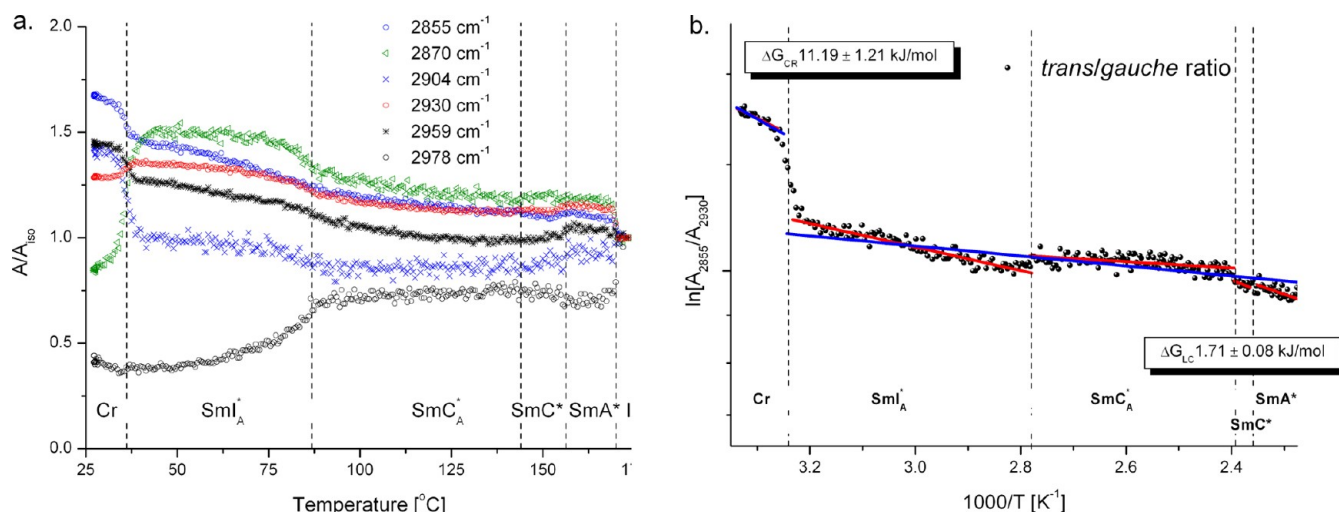 a.
2.0
1.5
1.0
0.5
0.0
A/A_Iso
2855 cm⁻¹
2870 cm⁻¹
2904 cm⁻¹
2930 cm⁻¹
2959 cm⁻¹
2978 cm⁻¹
Cr SmI*_A SmC*_A SmC* SmA* I
25 50 75 100 125 150 17
Temperature [°C]
b.
ΔG_CR 11.19 ± 1.21 kJ/mol
trans/gauche ratio
ln[A_2855/A_2930]
ΔG_LC 1.71 ± 0.08 kJ/mol
Cr SmI*_A SmC*_A SmA*
SmC*
3.2 3.0 2.8 2.6 2.4
1000/T [K⁻¹]